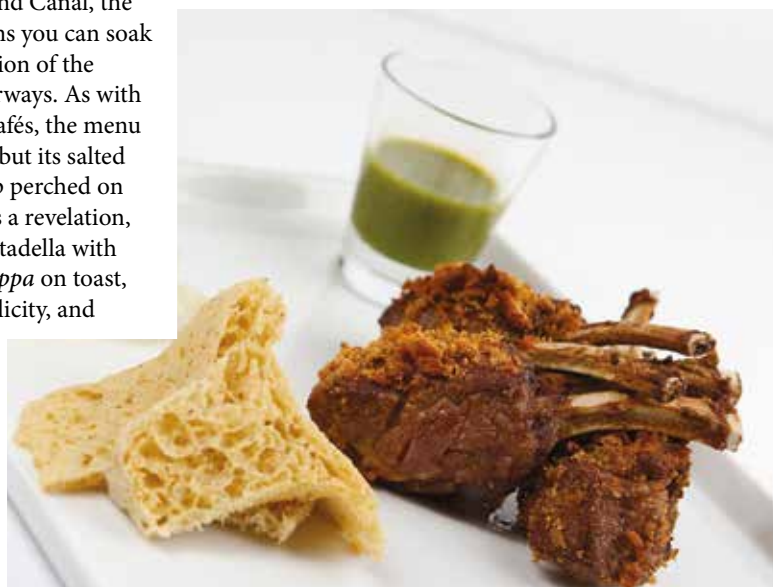 nd Canal, the
ns you can soak
ion of the
rways. As with
afés, the menu
but its salted
o perched on
s a revelation,
tadella with
ppa on toast,
licity, and